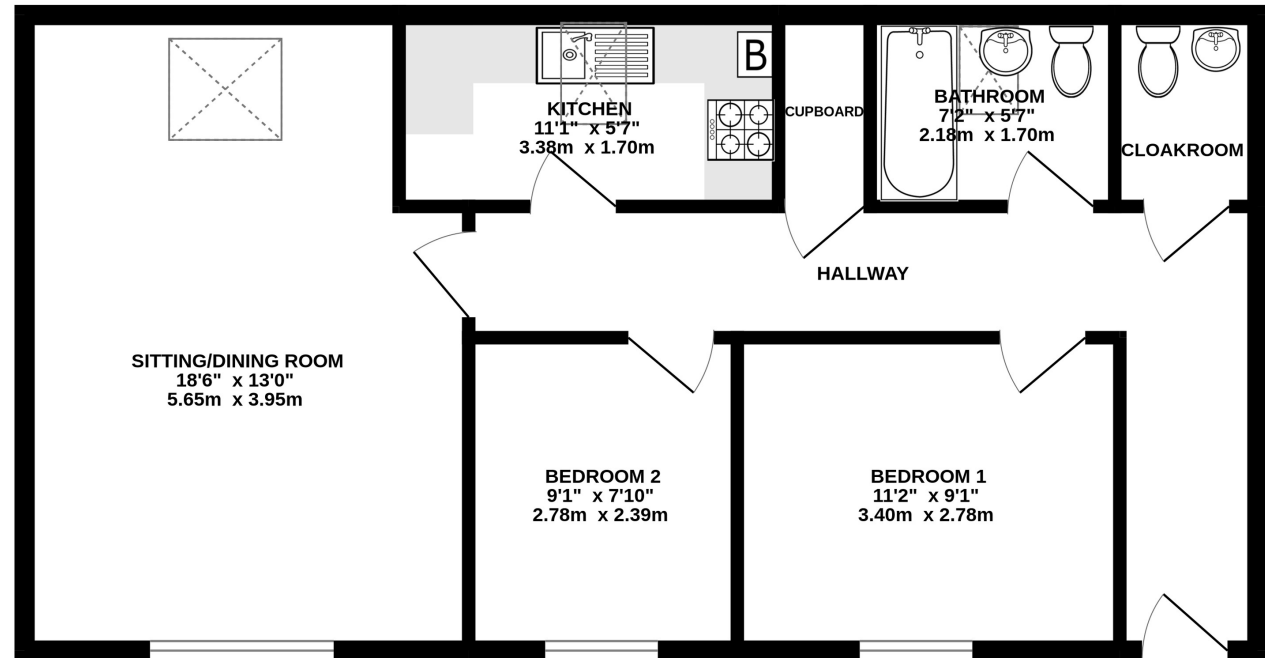 B
KITCHEN
11'1" x 5'7"
3.38m x 1.70m
CUPBOARD
BATHROOM
7'2" x 5'7"
2.18m x 1.70m
CLOAKROOM
HALLWAY
SITTING/DINING ROOM
18'6" x 13'0"
5.65m x 3.95m
BEDROOM 2
9'1" x 7'10"
2.78m x 2.39m
BEDROOM 1
11'2" x 9'1"
3.40m x 2.78m